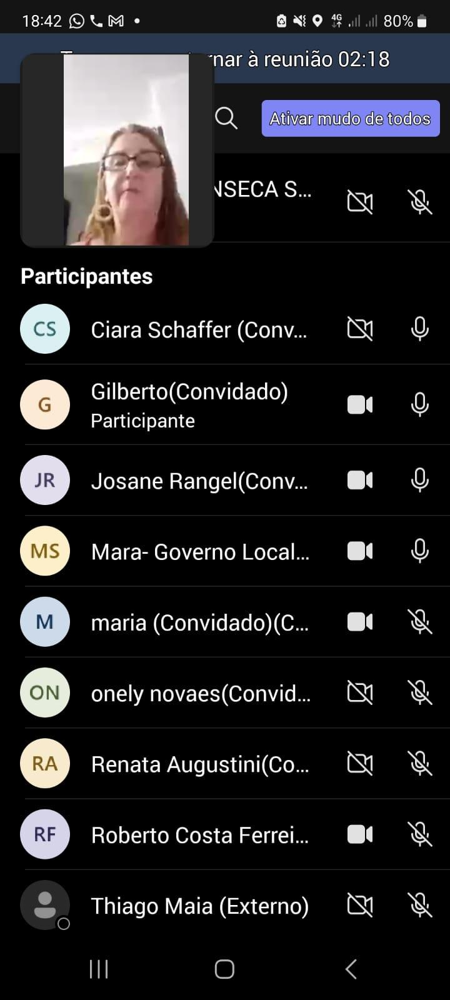 18:42 4G 80%
rnar à reunião 02:18
Ativar mudo de todos
NSECA S...
Participantes
CS Ciara Schaffer (Conv...
G Gilberto(Convidado)
Participante
JR Josane Rangel(Conv...
MS Mara- Governo Local...
M maria (Convidado)(C...
ON onely novaes(Convid...
RA Renata Augustini(Co...
RF Roberto Costa Ferrei...
Thiago Maia (Externo)